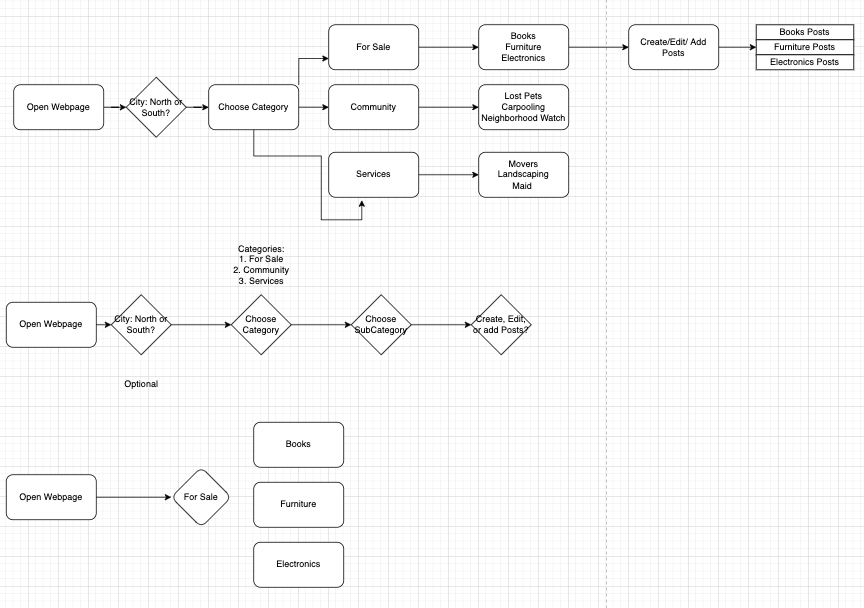 Open Webpage
City: North or
South?
Choose Category
For Sale
Books
Furniture
Electronics
Create/Edit/ Add
Posts
Books Posts
Furniture Posts
Electronics Posts
Community
Lost Pets
Carpooling
Neighborhood Watch
Services
Movers
Landscaping
Maid
Categories:
1. For Sale
2. Community
3. Services
Open Webpage
City: North or
South?
Choose
Category
Choose
SubCategory
Create, Edit,
or add Posts?
Optional
Open Webpage
For Sale
Books
Furniture
Electronics